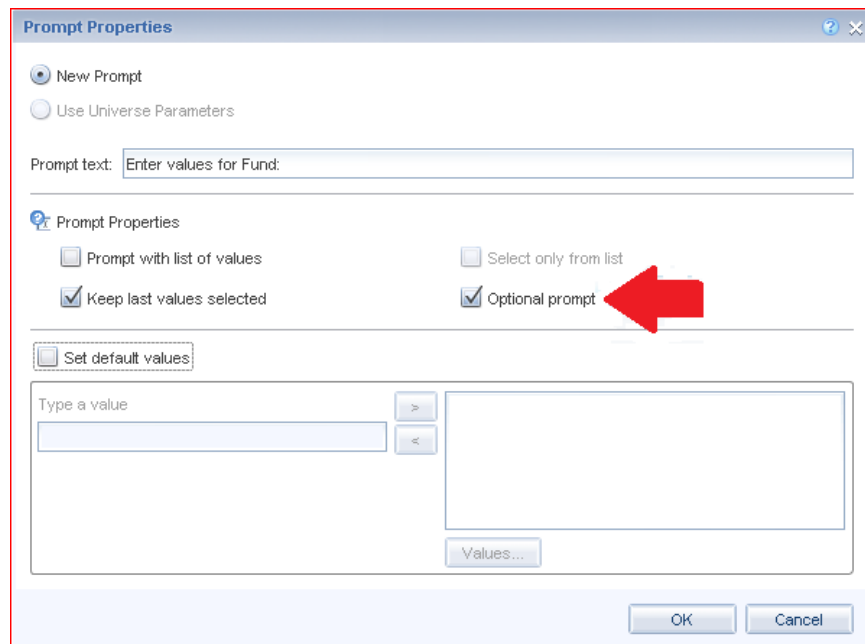 Prompt Properties
New Prompt
Use Universe Parameters
Prompt text: Enter values for Fund:
Prompt Properties
Prompt with list of values Select only from list
Keep last values selected Optional prompt
Set default values
Type a value >
<
Values...
OK Cancel